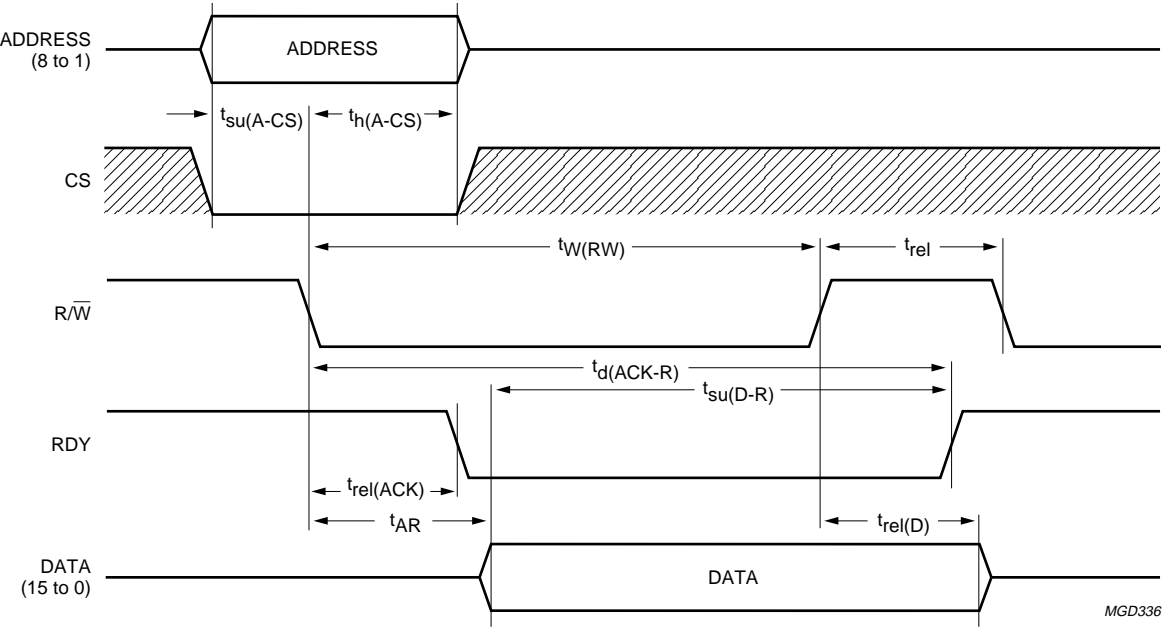 ADDRESS
(8 to 1)
ADDRESS
tsu(A-CS)
th(A-CS)
CS
tW(RW)
trel
R/W̅
td(ACK-R)
tsu(D-R)
RDY
trel(ACK)
tAR
trel(D)
DATA
(15 to 0)
DATA
MGD336